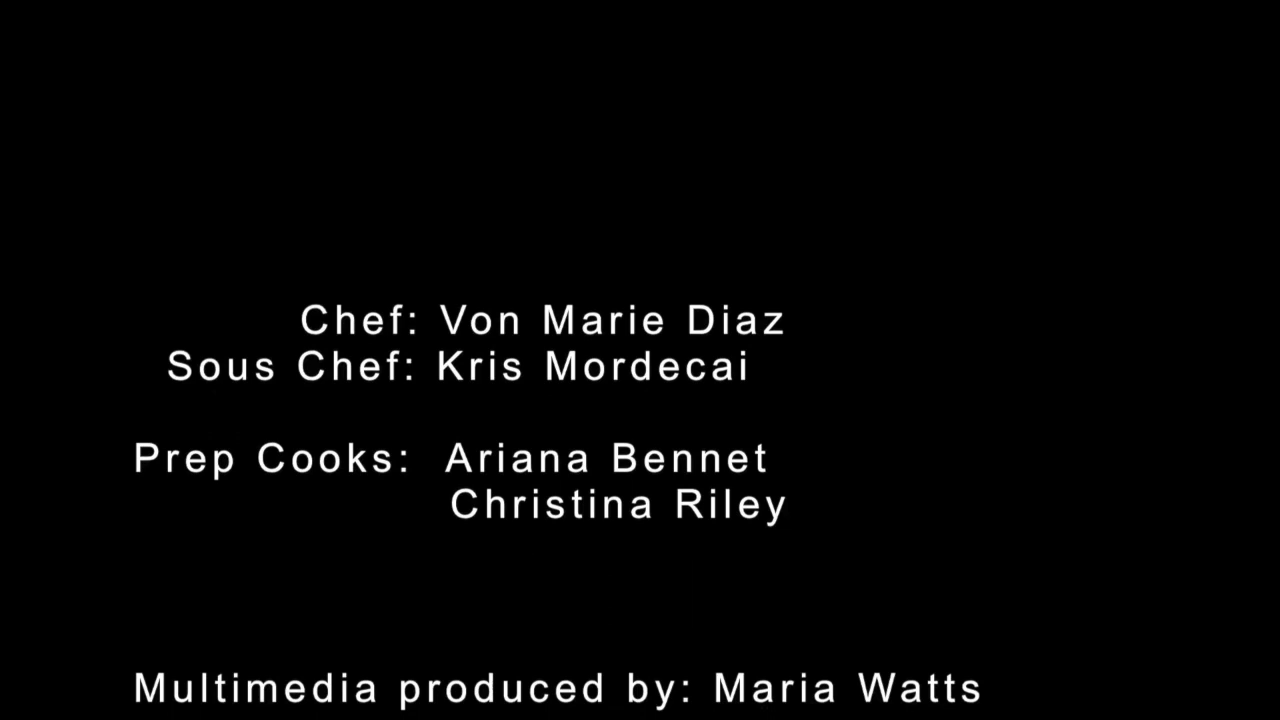 Chef: Von Marie Diaz
Sous Chef: Kris Mordecai
Prep Cooks: Ariana Bennet
Christina Riley
Multimedia produced by: Maria Watts